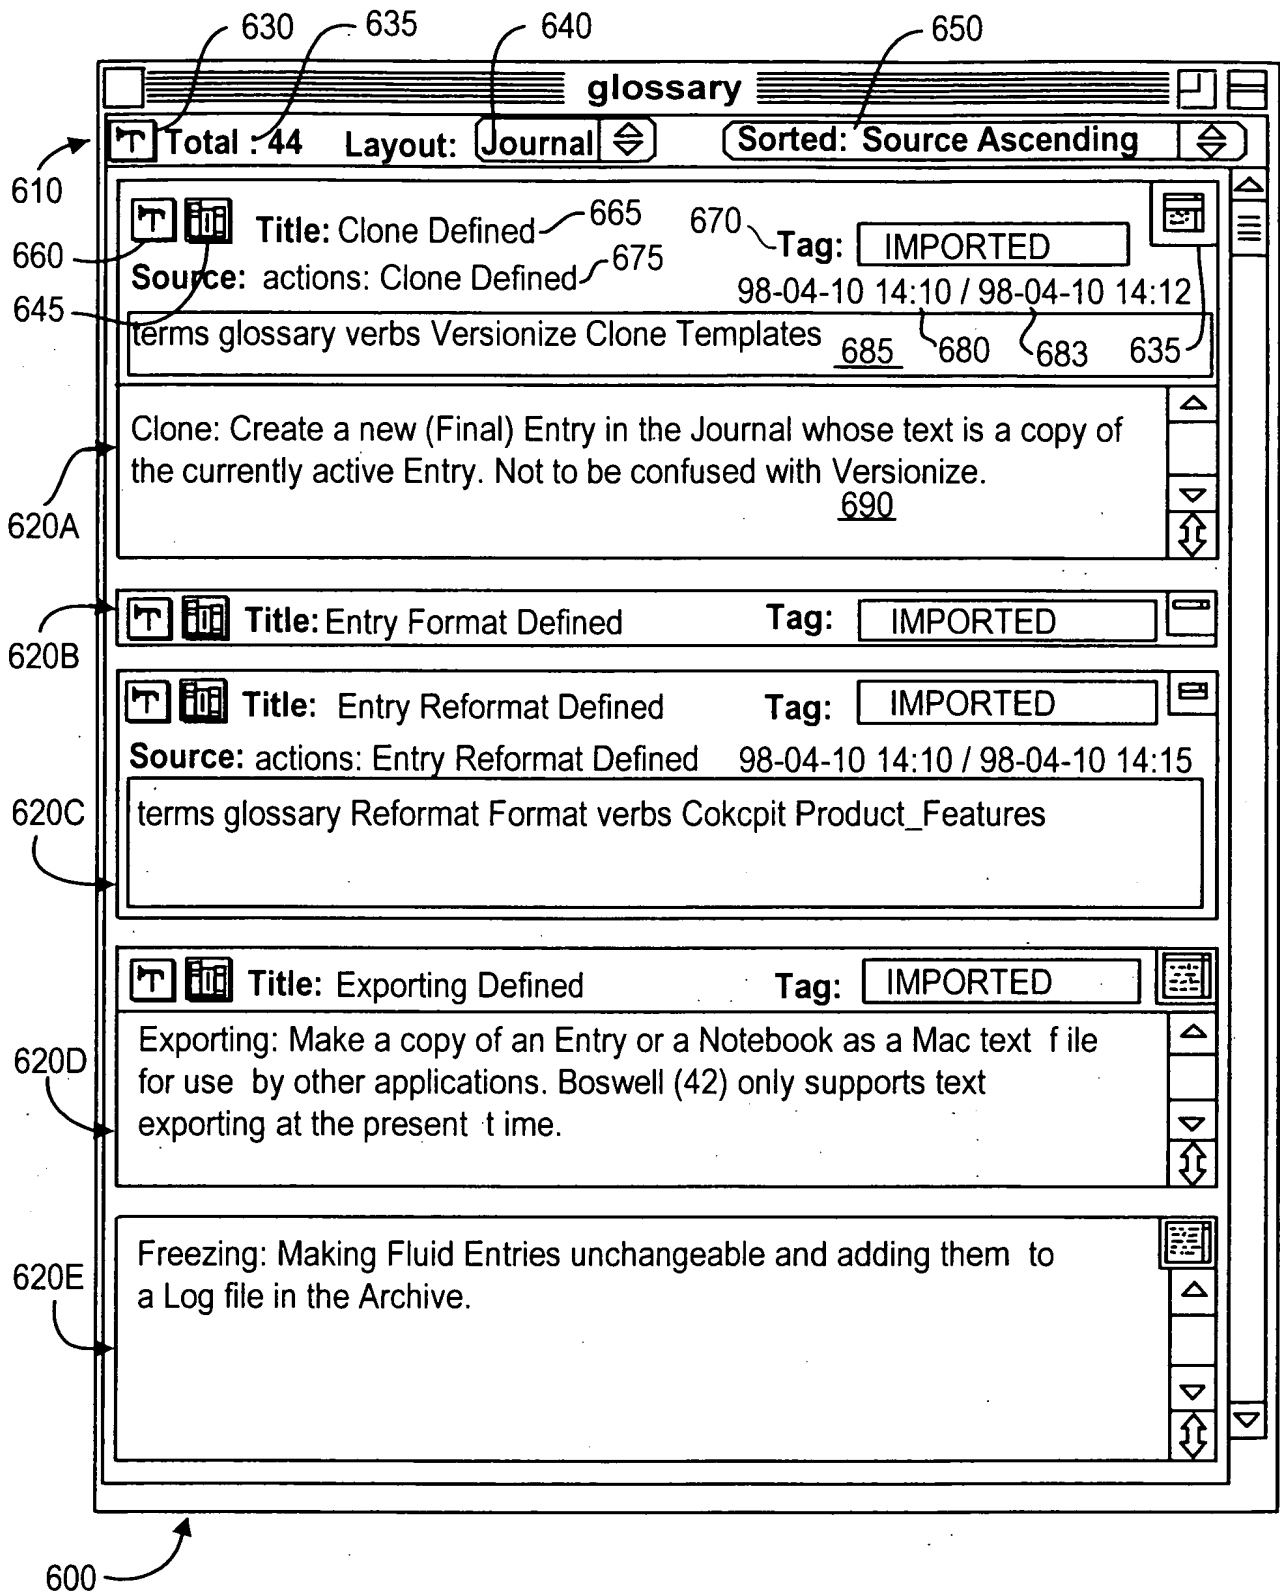 630 635 640 650
glossary
Total : 44 Layout: Journal Sorted: Source Ascending
610
Title: Clone Defined 665 670 Tag: IMPORTED
660
Source: actions: Clone Defined 675
98-04-10 14:10 / 98-04-10 14:12
645
terms glossary verbs Versionize Clone Templates
685 680 683 635
Clone: Create a new (Final) Entry in the Journal whose text is a copy of
the currently active Entry. Not to be confused with Versionize.
690
620A
Title: Entry Format Defined Tag: IMPORTED
620B
Title: Entry Reformat Defined Tag: IMPORTED
Source: actions: Entry Reformat Defined 98-04-10 14:10 / 98-04-10 14:15
620C
terms glossary Reformat Format verbs Cokcpit Product_Features
Title: Exporting Defined Tag: IMPORTED
Exporting: Make a copy of an Entry or a Notebook as a Mac text f ile
620D
for use by other applications. Boswell (42) only supports text
exporting at the present t ime.
Freezing: Making Fluid Entries unchangeable and adding them to
620E
a Log file in the Archive.
600